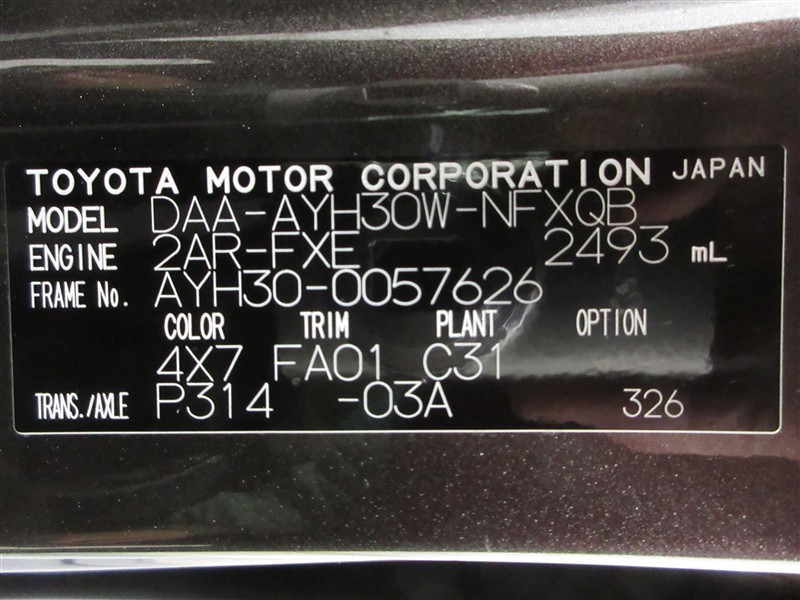 TOYOTA MOTOR CORPORATION JAPAN
MODEL DAA-AYH30W-NFXQB
ENGINE 2AR-FXE 2493 mL
FRAME No. AYH30-0057626
COLOR TRIM PLANT OPTION
4X7 FA01 C31
TRANS./AXLE P314 -03A 326